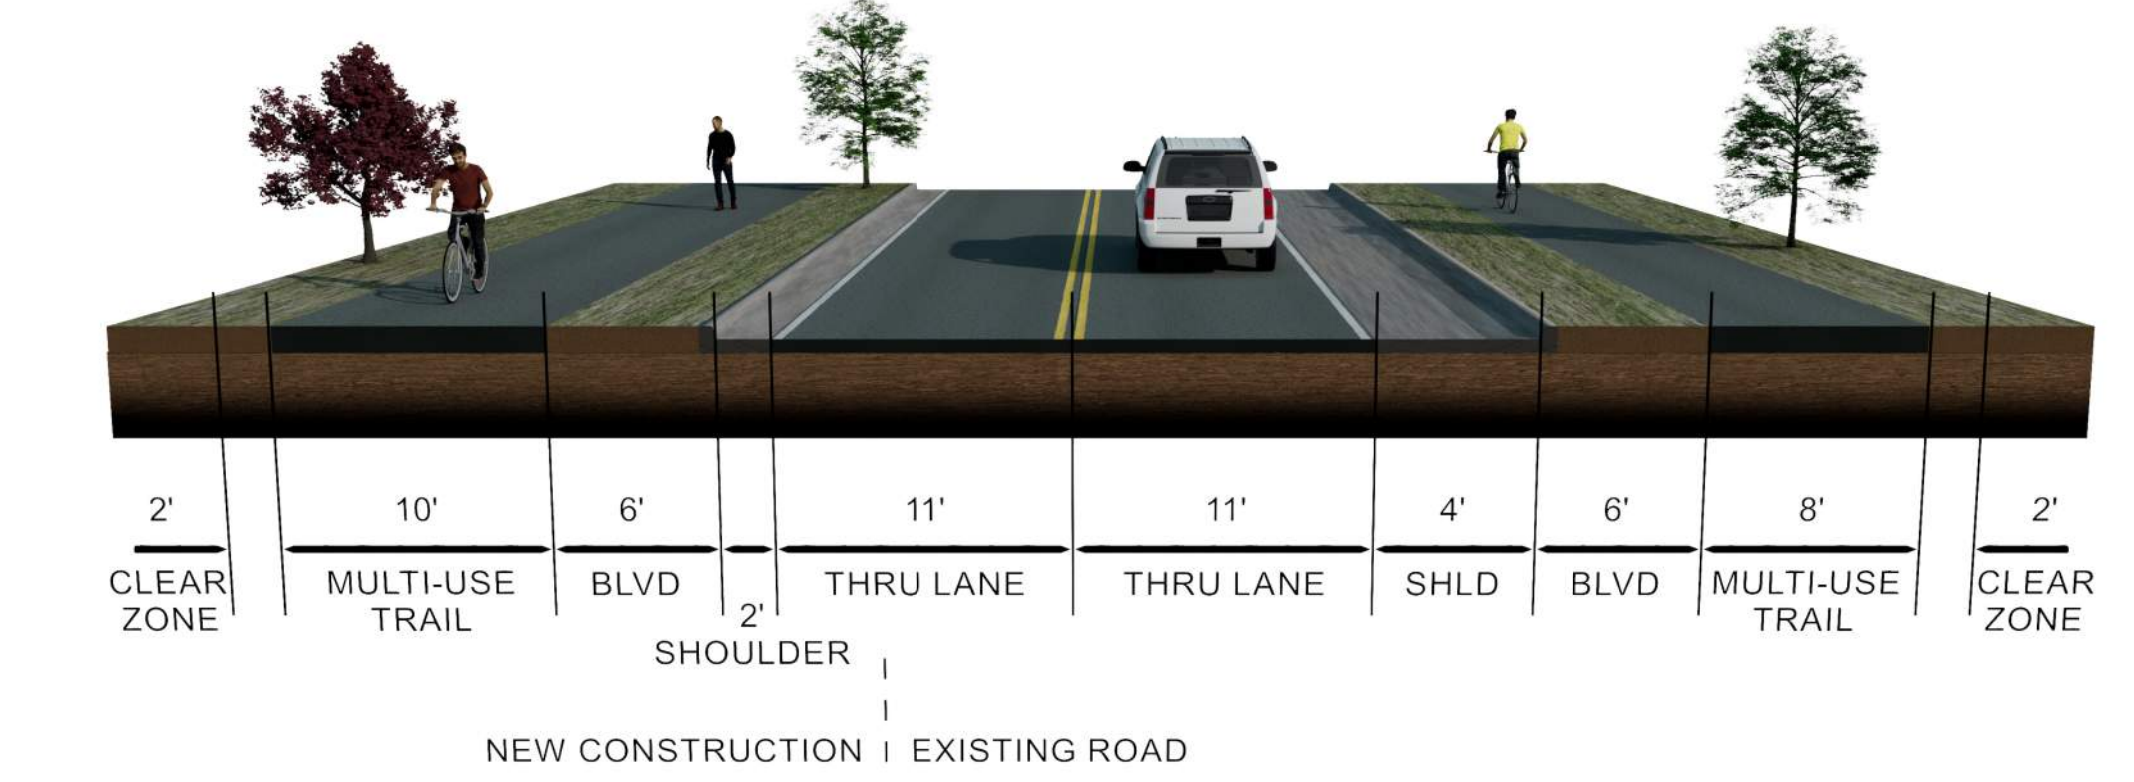 2' 10' 6' 11' 11' 4' 6' 8' 2'
CLEAR MULTI-USE BLVD THRU LANE THRU LANE SHLD BLVD MULTI-USE CLEAR
ZONE TRAIL 2' TRAIL ZONE
SHOULDER
NEW CONSTRUCTION EXISTING ROAD